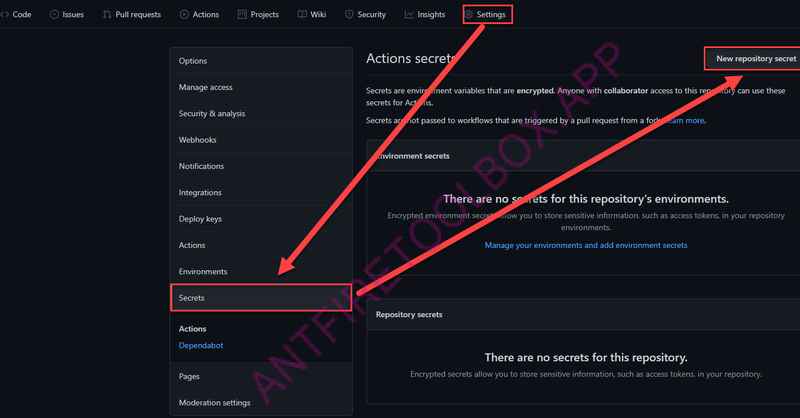 Code Issues Pull requests Actions Projects Wiki Security Insights Settings
Options
Manage access
Security & analysis
Webhooks
Notifications
Integrations
Deploy keys
Actions
Environments
Secrets
Actions
Dependabot
Pages
Moderation settings
Actions secrets
New repository secret
Secrets are environment variables that are encrypted. Anyone with collaborator access to this repository can use these
secrets for Actions.
Secrets are not passed to workflows that are triggered by a pull request from a fork. Learn more.
Environment secrets
There are no secrets for this repository's environments.
Encrypted environment secrets allow you to store sensitive information, such as access tokens, in your repository
environments.
Manage your environments and add environment secrets
Repository secrets
There are no secrets for this repository.
Encrypted secrets allow you to store sensitive information, such as access tokens, in your repository.
ANTFIRETOOLBOX.APP